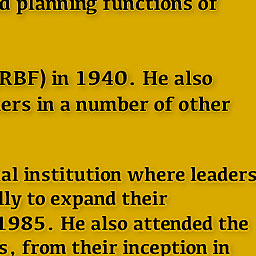 d planning functions of
RBF) in 1940. He also
ers in a number of other
al institution where leaders
lly to expand their
1985. He also attended the
s, from their inception in